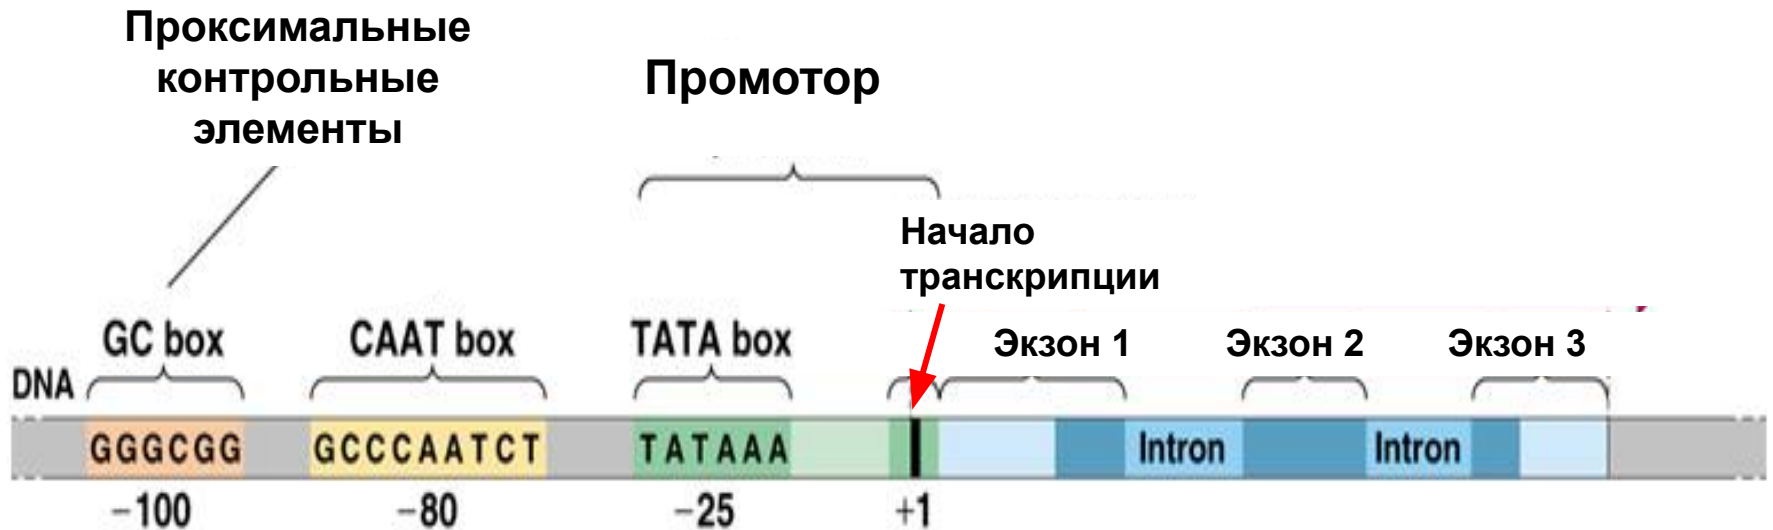 Проксимальные
контрольные
элементы
Промотор
Начало
транскрипции
GC box
CAAT box
TATA box
Экзон 1
Экзон 2
Экзон 3
DNA
GGGCGG
GCCCAATCT
TATAAA
Intron
Intron
−100
−80
−25
+1